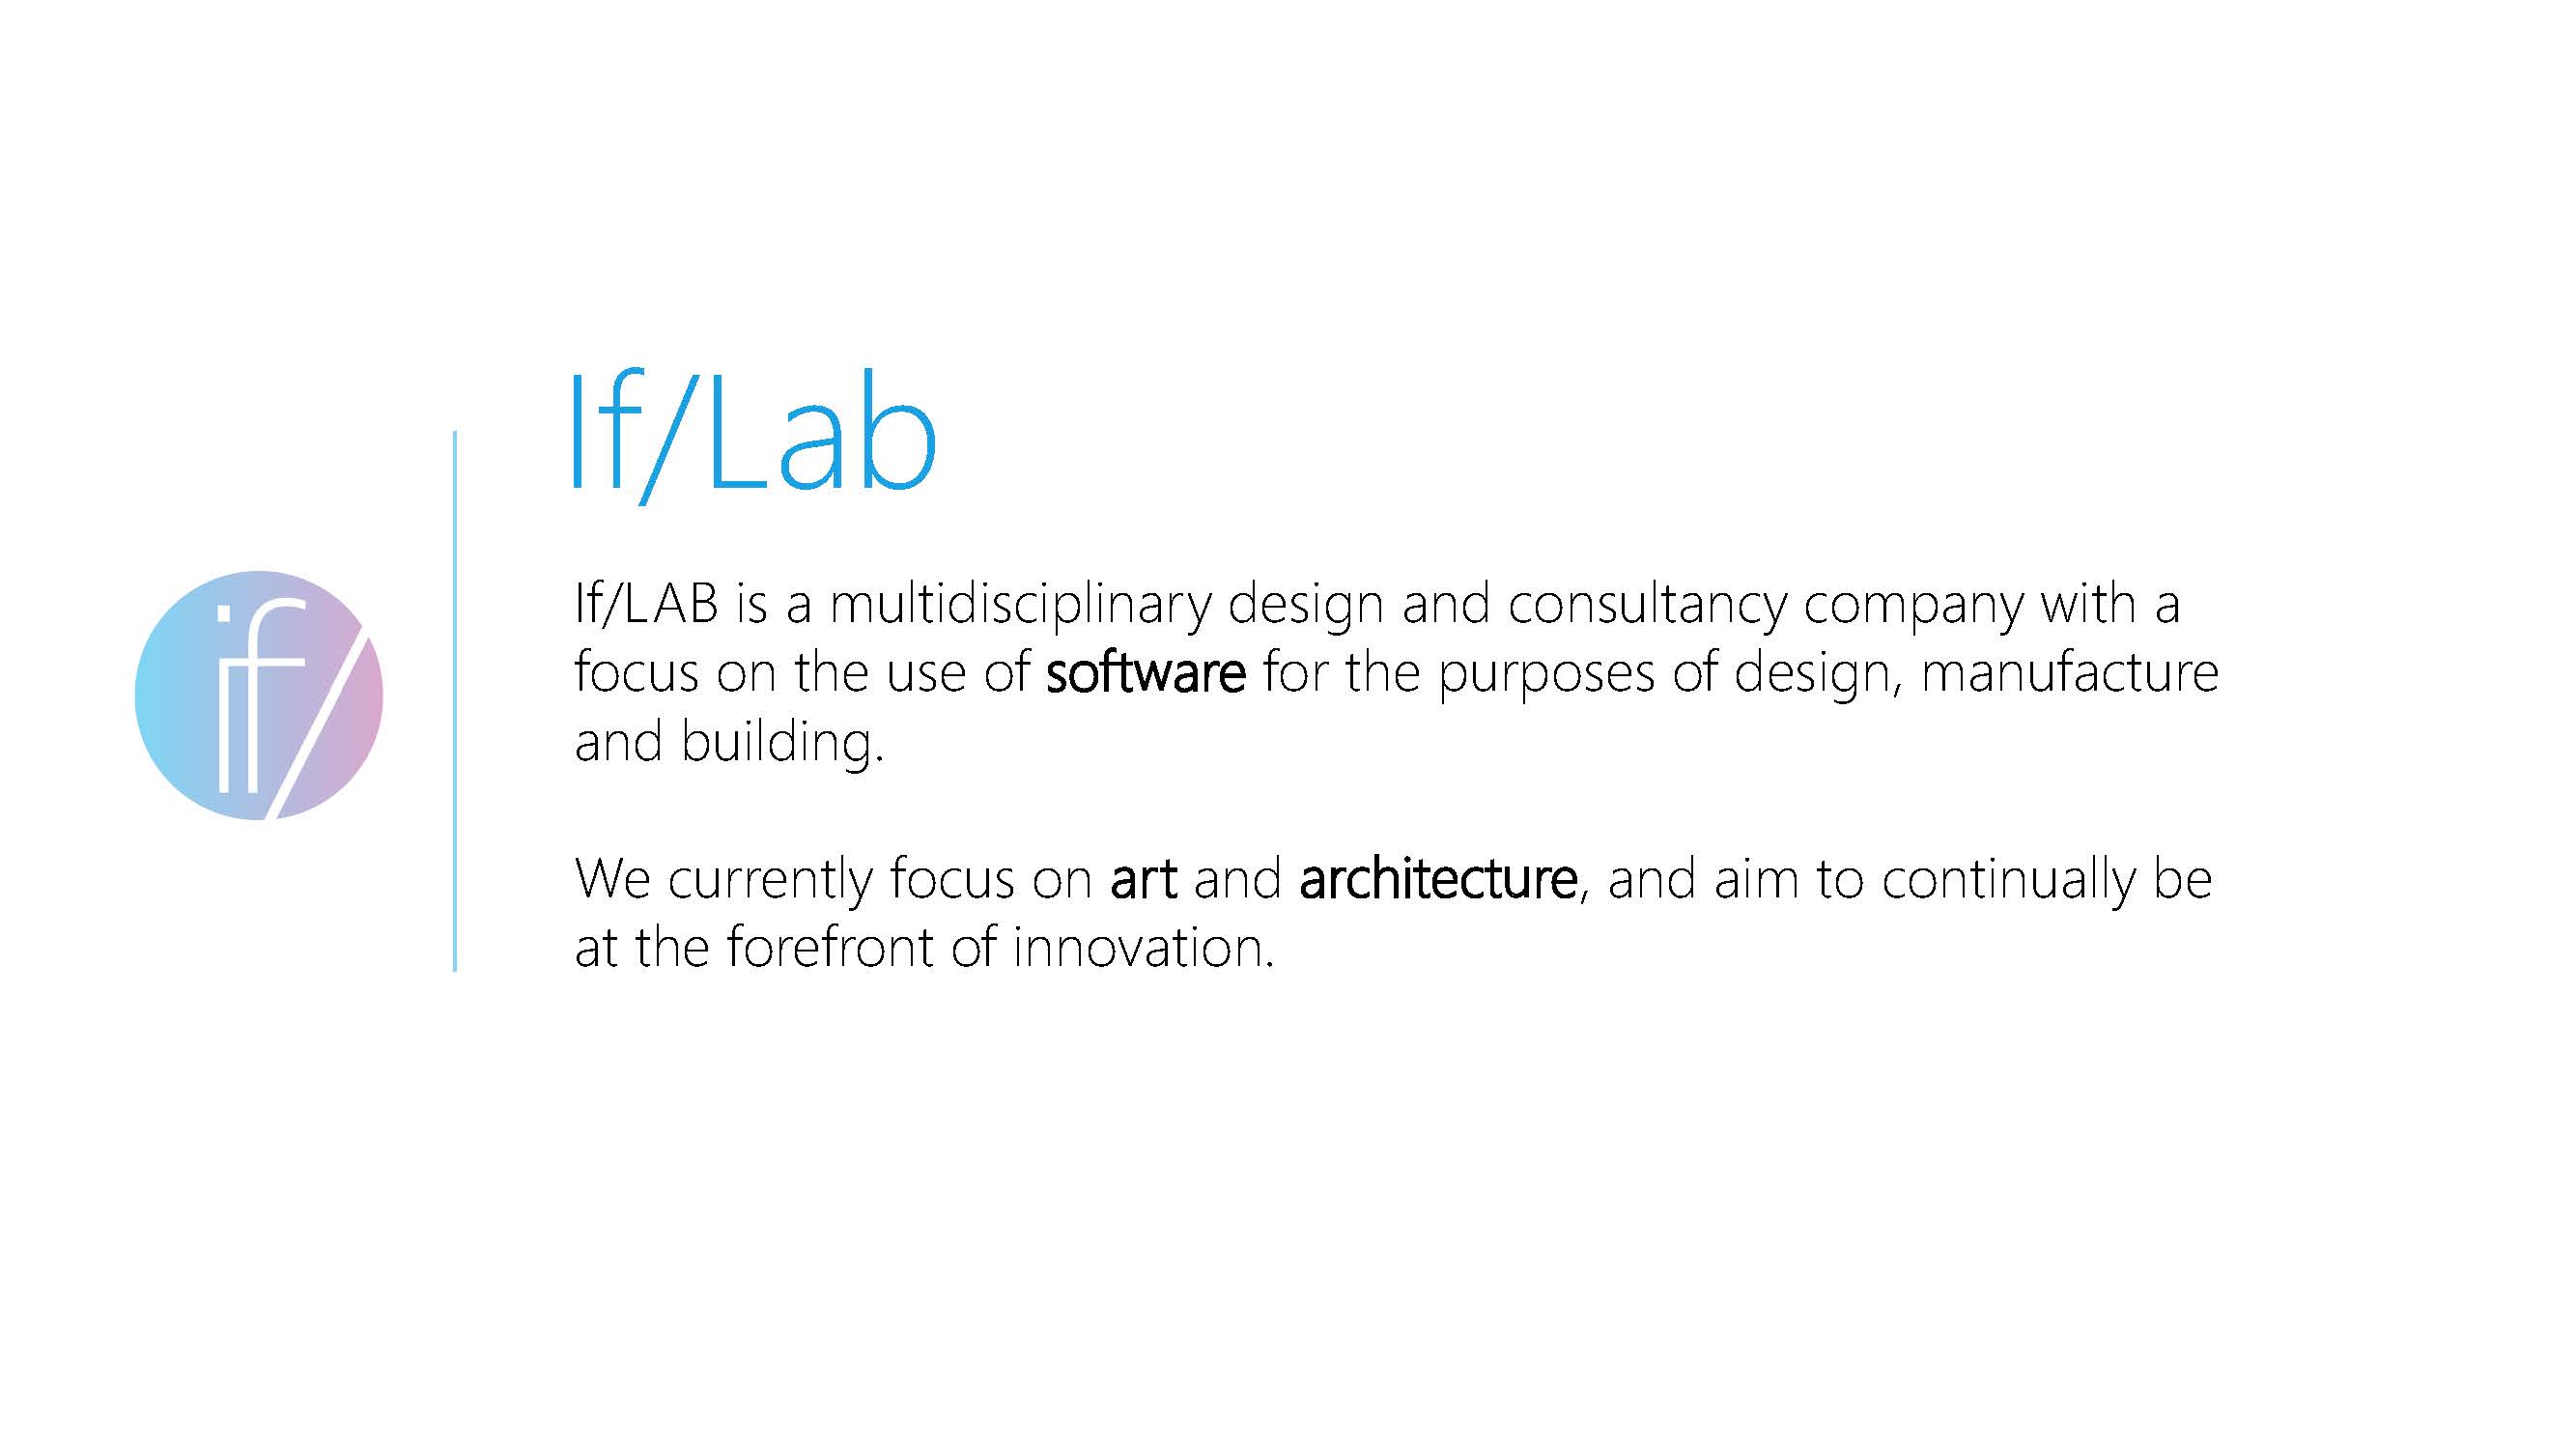 If/Lab
if/
If/LAB is a multidisciplinary design and consultancy company with a
focus on the use of software for the purposes of design, manufacture
and building.
We currently focus on art and architecture, and aim to continually be
at the forefront of innovation.